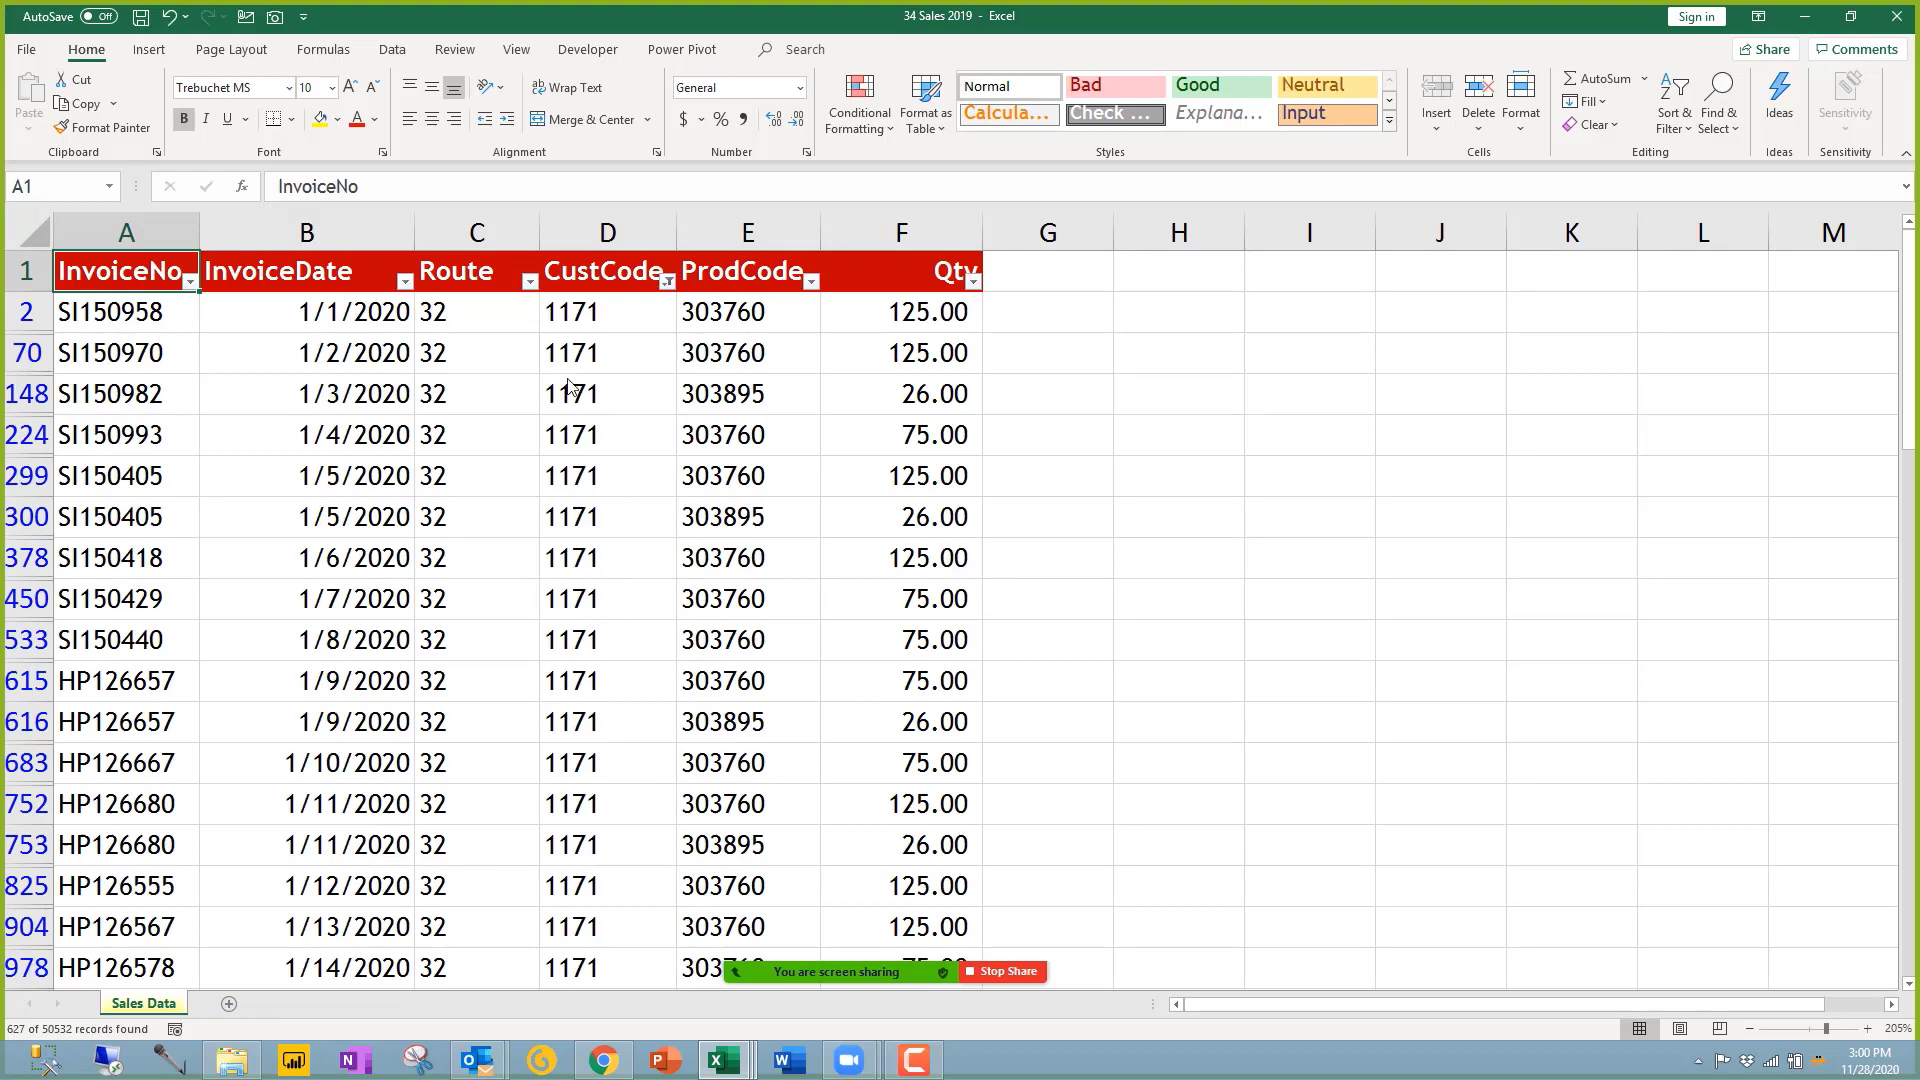 AutoSave Off 34 Sales 2019 - Excel Sign in
File Home Insert Page Layout Formulas Data Review View Developer Power Pivot Search Share Comments
Paste Cut Copy Format Painter Clipboard
Trebuchet MS 10 A A B I U A Font
Wrap Text Merge & Center Alignment
General $ % Number
Conditional Formatting Format as Table
Normal Bad Good Neutral
Calcula... Check ... Explana... Input
Styles
Insert Delete Format Cells
AutoSum Fill Clear Sort & Filter Find & Select Editing
Ideas Ideas Sensitivity Sensitivity
A1 fx InvoiceNo
A B C D E F G H I J K L M
1 InvoiceNo InvoiceDate Route CustCode ProdCode Qty
2 SI150958 1/1/2020 32 1171 303760 125.00
70 SI150970 1/2/2020 32 1171 303760 125.00
148 SI150982 1/3/2020 32 1171 303895 26.00
224 SI150993 1/4/2020 32 1171 303760 75.00
299 SI150405 1/5/2020 32 1171 303760 125.00
300 SI150405 1/5/2020 32 1171 303895 26.00
378 SI150418 1/6/2020 32 1171 303760 125.00
450 SI150429 1/7/2020 32 1171 303760 75.00
533 SI150440 1/8/2020 32 1171 303760 75.00
615 HP126657 1/9/2020 32 1171 303760 75.00
616 HP126657 1/9/2020 32 1171 303895 26.00
683 HP126667 1/10/2020 32 1171 303760 75.00
752 HP126680 1/11/2020 32 1171 303760 125.00
753 HP126680 1/11/2020 32 1171 303895 26.00
825 HP126555 1/12/2020 32 1171 303760 125.00
904 HP126567 1/13/2020 32 1171 303760 125.00
978 HP126578 1/14/2020 32 1171
You are screen sharing Stop Share
Sales Data
627 of 50532 records found 205%
3:00 PM
11/28/2020